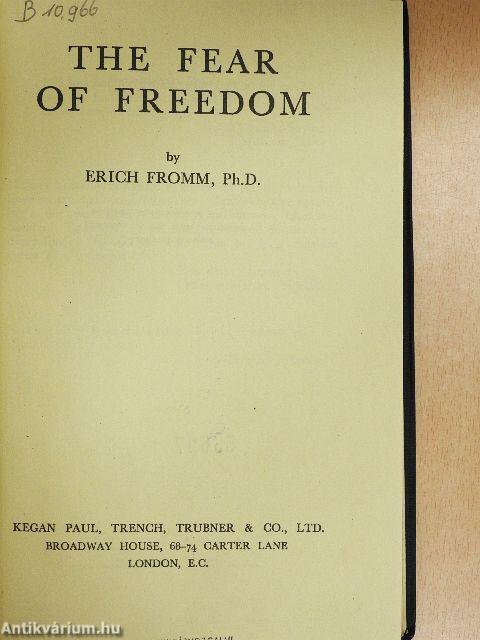 B 10,966
THE FEAR
OF FREEDOM
by
ERICH FROMM, Ph.D.
KEGAN PAUL, TRENCH, TRUBNER & CO., LTD.
BROADWAY HOUSE, 68-74 CARTER LANE
LONDON, E.C.
Antikvárium.hu